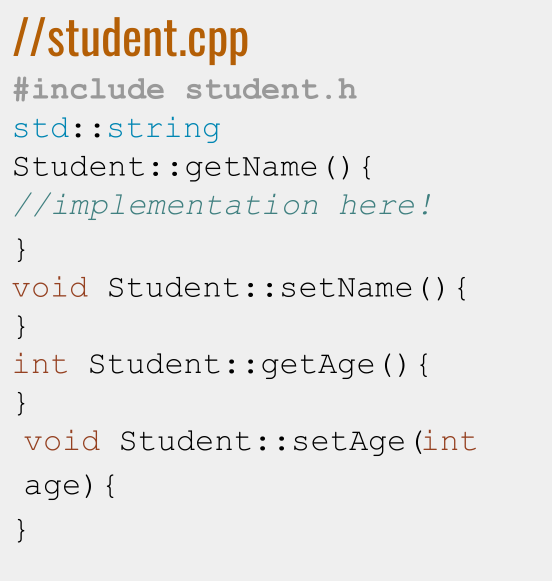 //student.cpp
#include student.h
std::string
Student::getName(){
//implementation here!
}
void Student::setName(){
}
int Student::getAge(){
}
void Student::setAge(int
age){
}